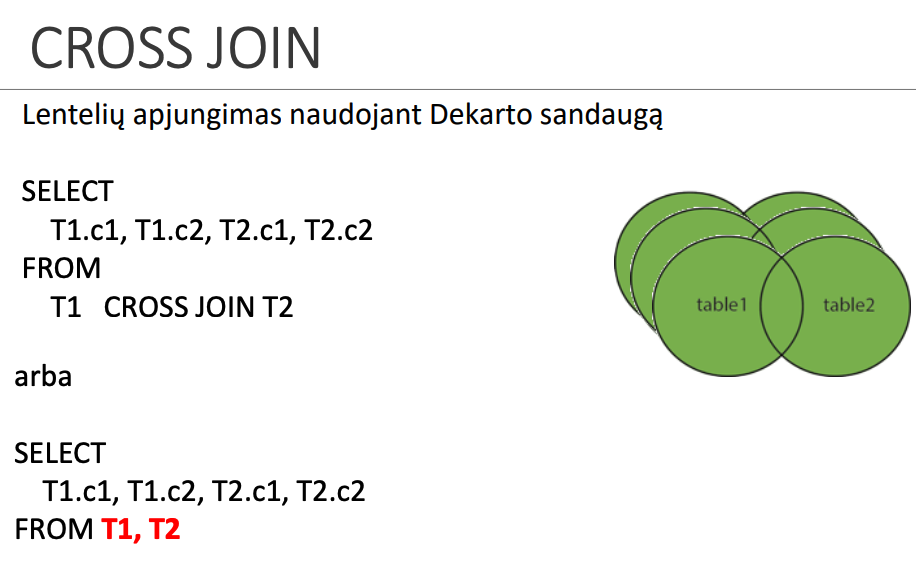 CROSS JOIN
Lentelių apjungimas naudojant Dekarto sandaugą
SELECT
T1.c1, T1.c2, T2.c1, T2.c2
FROM
T1 CROSS JOIN T2
table1
table2
arba
SELECT
T1.c1, T1.c2, T2.c1, T2.c2
FROM T1, T2